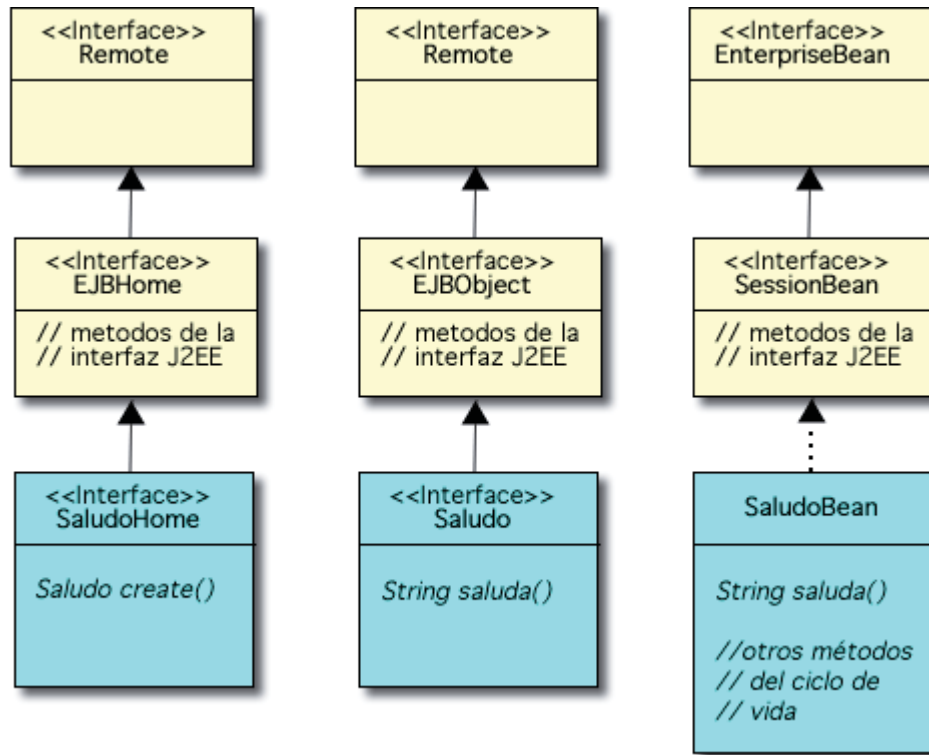 <<Interface>>
Remote
<<Interface>>
Remote
<<Interface>>
EnterpriseBean
<<Interface>>
EJBHome
// metodos de la
// interfaz J2EE
<<Interface>>
EJBObject
// metodos de la
// interfaz J2EE
<<Interface>>
SessionBean
// metodos de la
// interfaz J2EE
<<Interface>>
SaludoHome
Saludo create()
<<Interface>>
Saludo
String saluda()
SaludoBean
String saluda()
//otros métodos
// del ciclo de
// vida